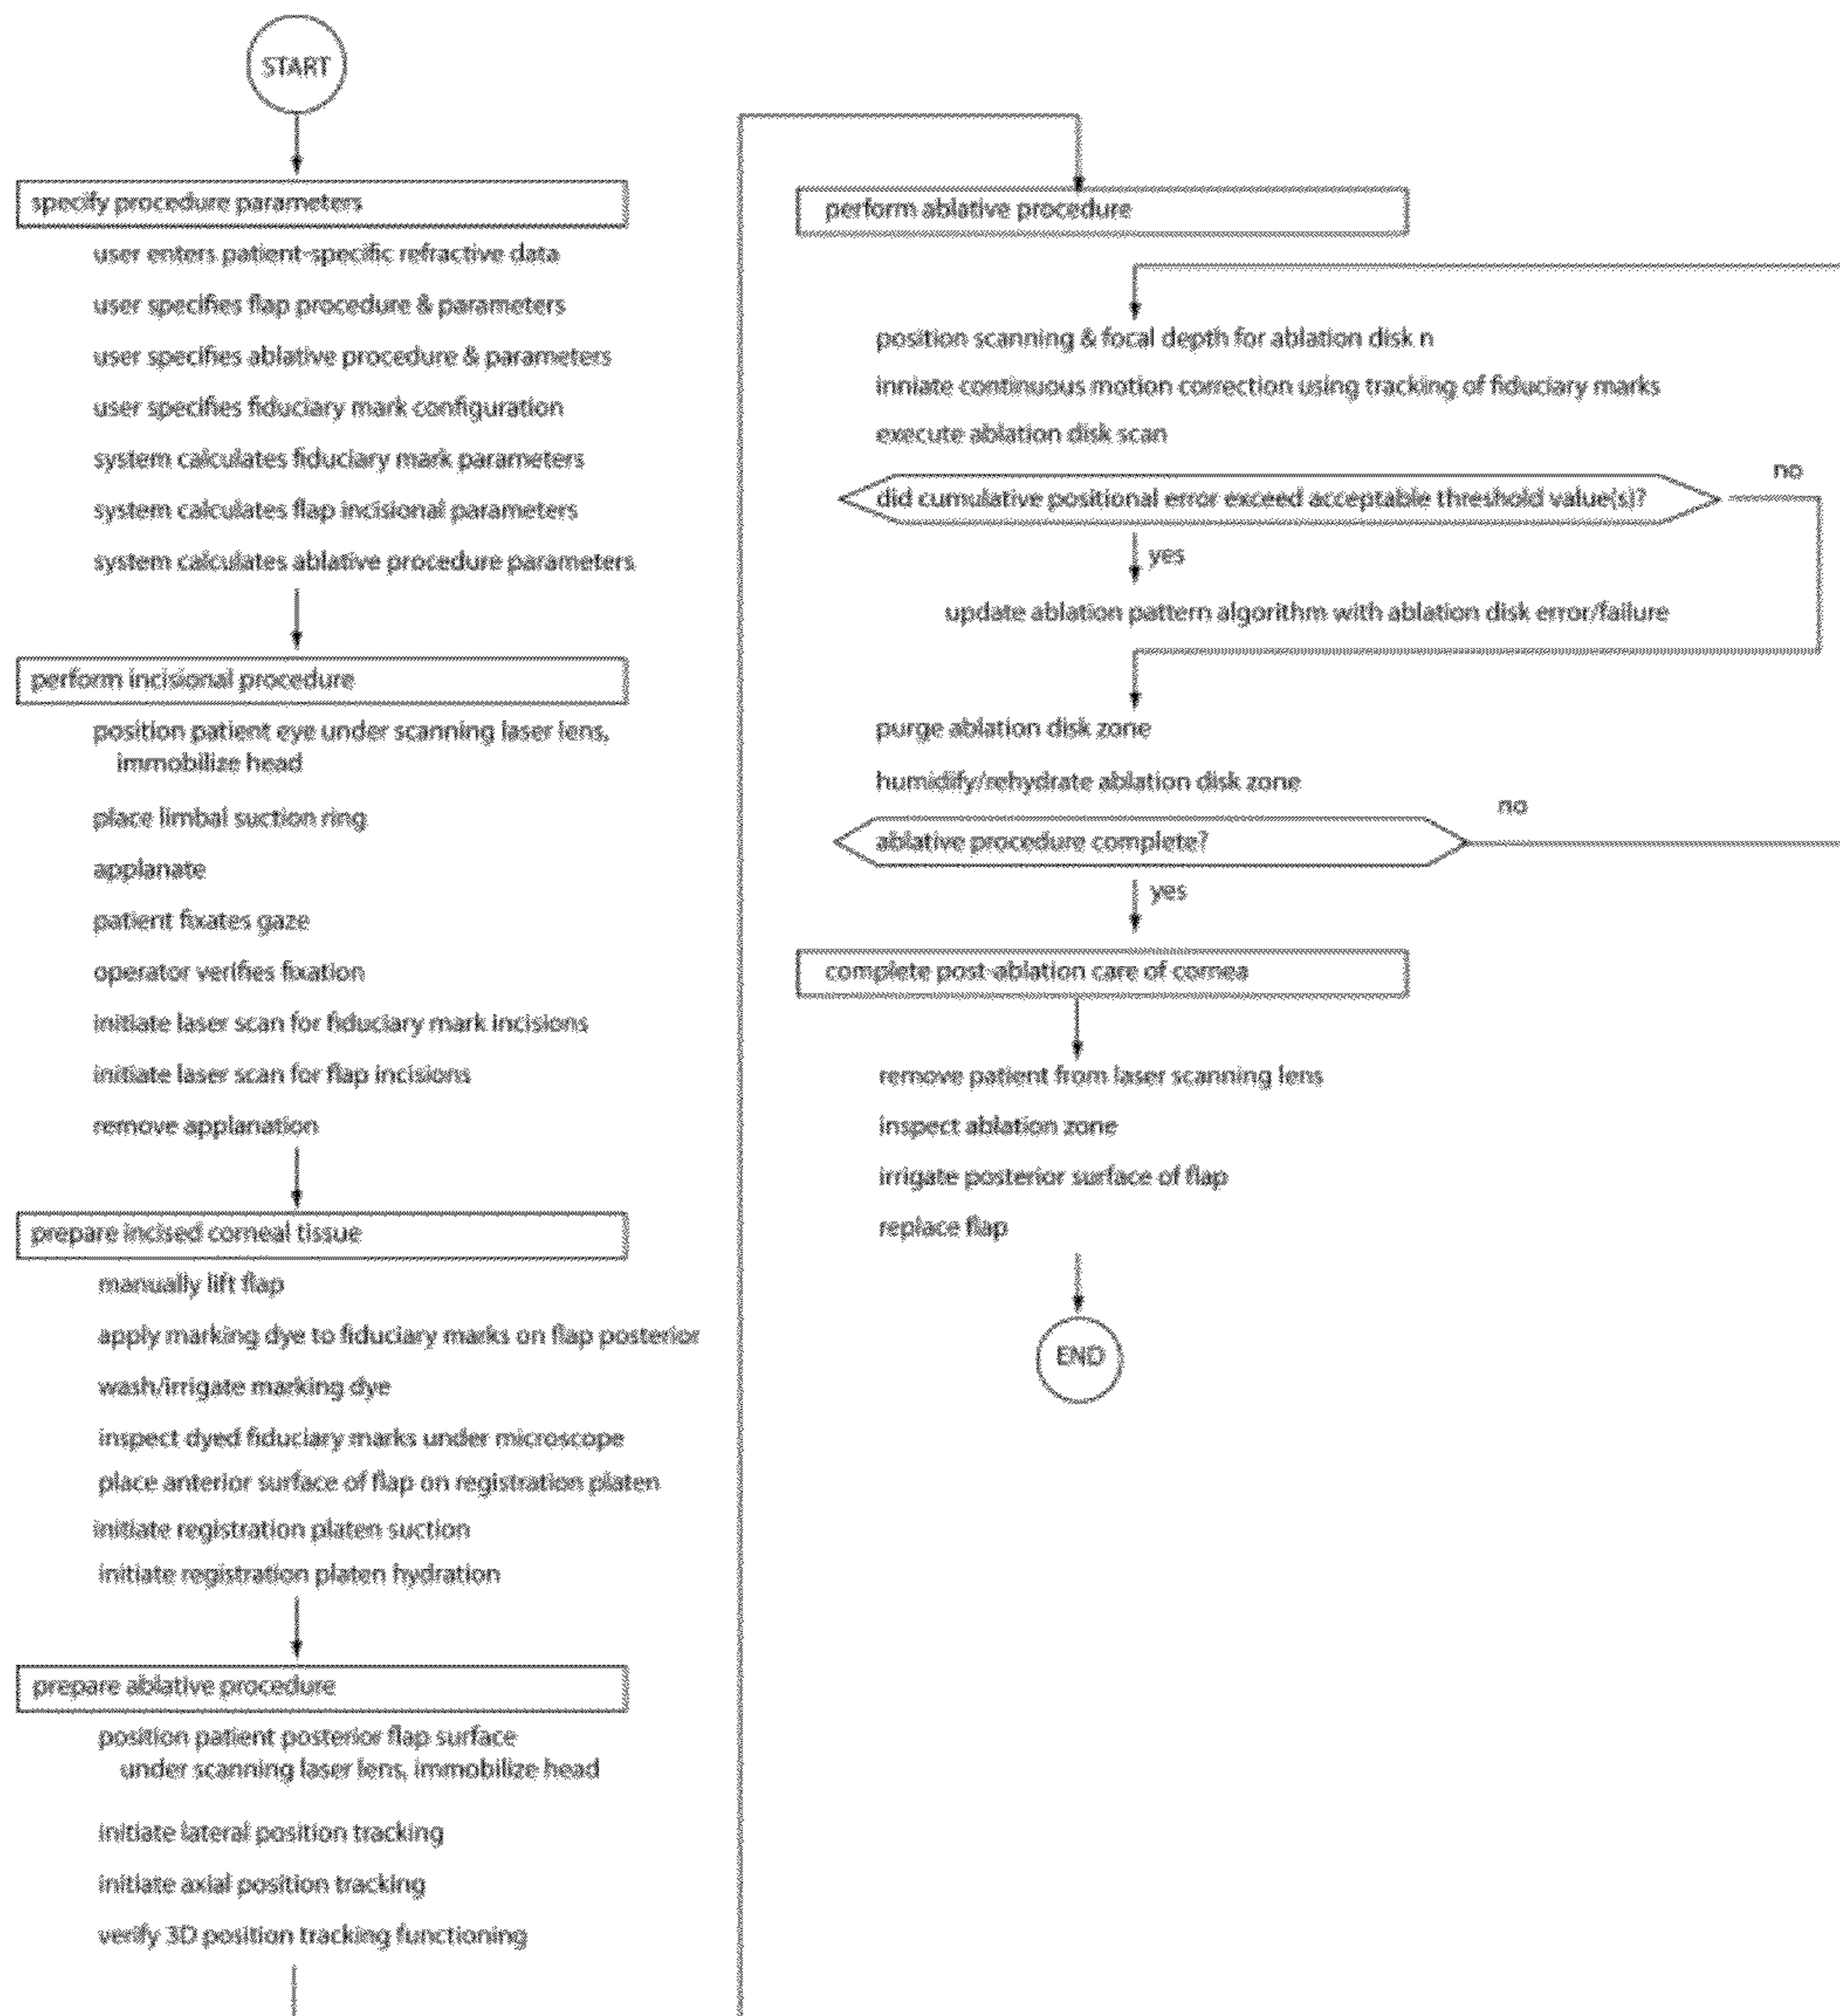 START
specify procedure parameters
user enters patient-specific refractive data
user specifies flap procedure & parameters
user specifies ablative procedure & parameters
user specifies fiduciary mark configuration
system calculates fiduciary mark parameters
system calculates flap incisional parameters
system calculates ablative procedure parameters
perform incisional procedure
position patient eye under scanning laser lens,
immobilize head
place limbal suction ring
applanate
patient fixates gaze
operator verifies fixation
initiate laser scan for fiduciary mark incisions
initiate laser scan for flap incisions
remove applanation
prepare incised corneal tissue
manually lift flap
apply marking dye to fiduciary marks on flap posterior
wash/irrigate marking dye
inspect dyed fiduciary marks under microscope
place anterior surface of flap on registration platen
initiate registration platen suction
initiate registration platen hydration
prepare ablative procedure
position patient posterior flap surface
under scanning laser lens, immobilize head
initiate lateral position tracking
initiate axial position tracking
verify 3D position tracking functioning
perform ablative procedure
position scanning & focal depth for ablation disk n
inniate continuous motion correction using tracking of fiduciary marks
execute ablation disk scan
did cumulative positional error exceed acceptable threshold value(s)?
no
yes
update ablation pattern algorithm with ablation disk error/failure
purge ablation disk zone
humidify/rehydrate ablation disk zone
ablative procedure complete?
no
yes
complete post-ablation care of cornea
remove patient from laser scanning lens
inspect ablation zone
irrigate posterior surface of flap
replace flap
END